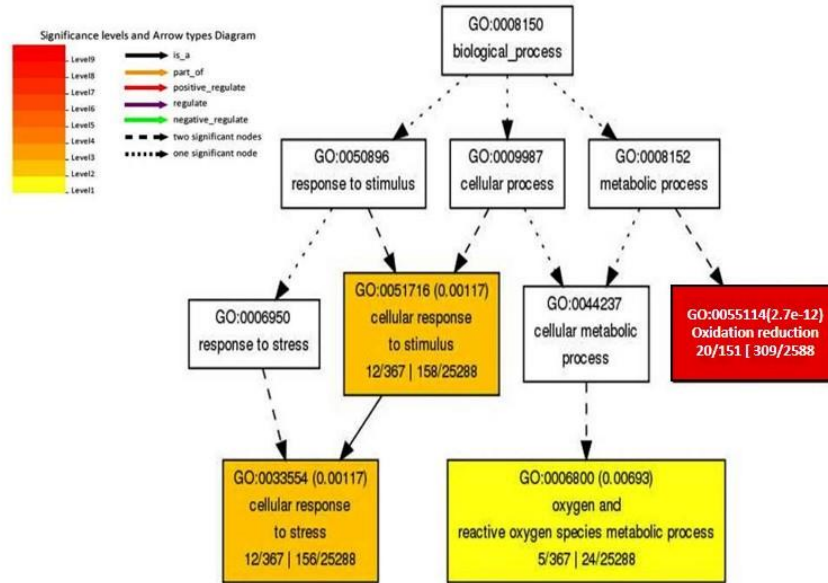 Significance levels and Arrow types Diagram
Level9
Level8
Level7
Level6
Level5
Level4
Level3
Level2
Level1
is_a
part_of
positive_regulate
regulate
negative_regulate
two significant nodes
one significant node
GO:0008150
biological_process
GO:0050896
response to stimulus
GO:0009987
cellular process
GO:0008152
metabolic process
GO:0006950
response to stress
GO:0051716 (0.00117)
cellular response
to stimulus
12/367 | 158/25288
GO:0044237
cellular metabolic
process
GO:0055114(2.7e-12)
Oxidation reduction
20/151 [ 309/2588
GO:0033554 (0.00117)
cellular response
to stress
12/367 | 156/25288
GO:0006800 (0.00693)
oxygen and
reactive oxygen species metabolic process
5/367 | 24/25288